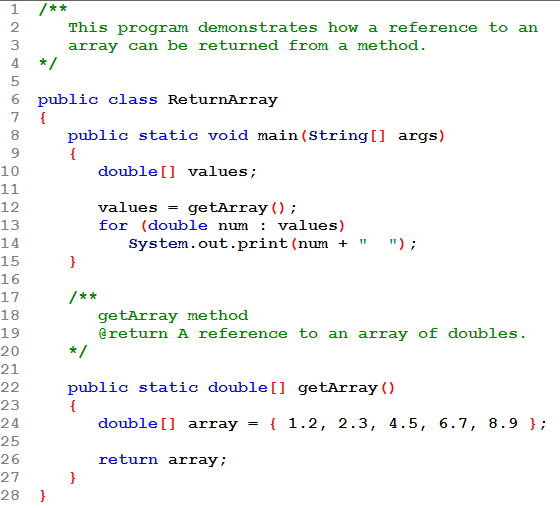 1 /**
2    This program demonstrates how a reference to an
3    array can be returned from a method.
4 */
5
6 public class ReturnArray
7 {
8    public static void main(String[] args)
9    {
10       double[] values;
11
12       values = getArray();
13       for (double num : values)
14          System.out.print(num + "  ");
15    }
16
17    /**
18       getArray method
19       @return A reference to an array of doubles.
20    */
21
22    public static double[] getArray()
23    {
24       double[] array = { 1.2, 2.3, 4.5, 6.7, 8.9 };
25
26       return array;
27    }
28 }